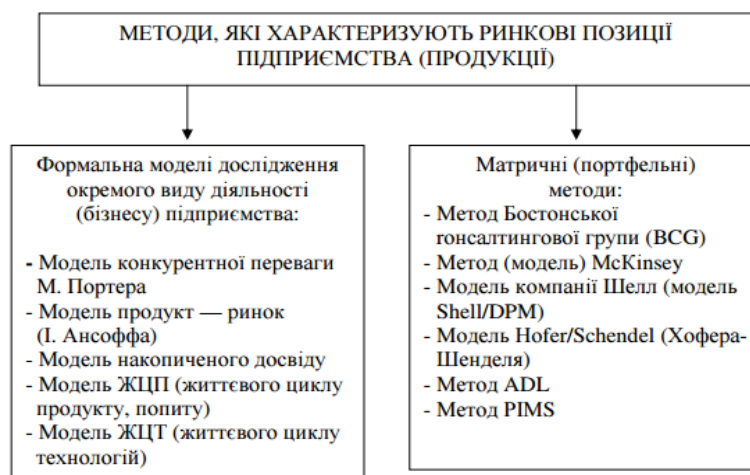 МЕТОДИ, ЯКІ ХАРАКТЕРИЗУЮТЬ РИНКОВІ ПОЗИЦІЇ
ПІДПРИЄМСТВА (ПРОДУКЦІЇ)
Формальна моделі дослідження
окремого виду діяльності
(бізнесу) підприємства:
- Модель конкурентної переваги
М. Портера
- Модель продукт — ринок
(І. Ансоффа)
- Модель накопиченого досвіду
- Модель ЖЦП (життєвого циклу
продукту, попиту)
- Модель ЖЦТ (життєвого циклу
технологій)
Матричні (портфельні)
методи:
- Метод Бостонської
гонсалтингової групи (BCG)
- Метод (модель) McKinsey
- Модель компанії Шелл (модель
Shell/DPM)
- Модель Hofer/Schendel (Хофера-
Шенделя)
- Метод ADL
- Метод PIMS